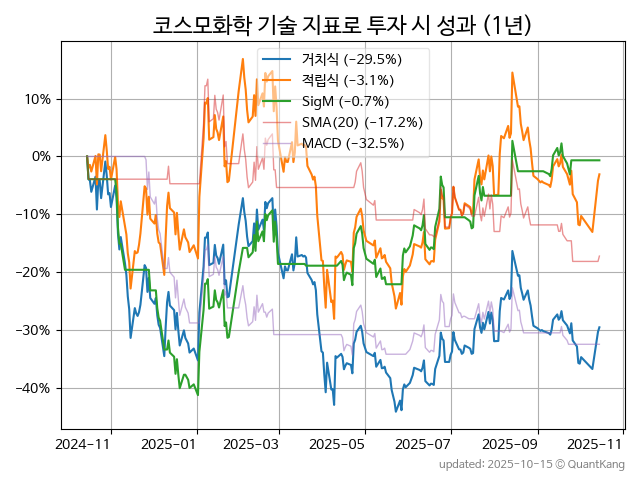 코스모화학 기술 지표로 투자 시 성과 (1년)
거치식 (−29.5%)
적립식 (−3.1%)
SigM (−0.7%)
SMA(20) (−17.2%)
MACD (−32.5%)
10%
0%
−10%
−20%
−30%
−40%
2024-11 2025-01 2025-03 2025-05 2025-07 2025-09 2025-11
updated: 2025-10-15 © QuantKang